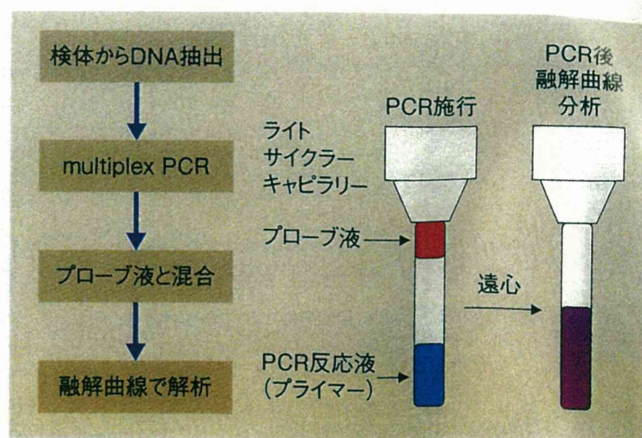 検体からDNA抽出
multiplex PCR
プローブ液と混合
融解曲線で解析
PCR施行
ライト
サイクラー
キャピラリー
プローブ液
PCR反応液
(プライマー)
遠心
PCR後
融解曲線
分析